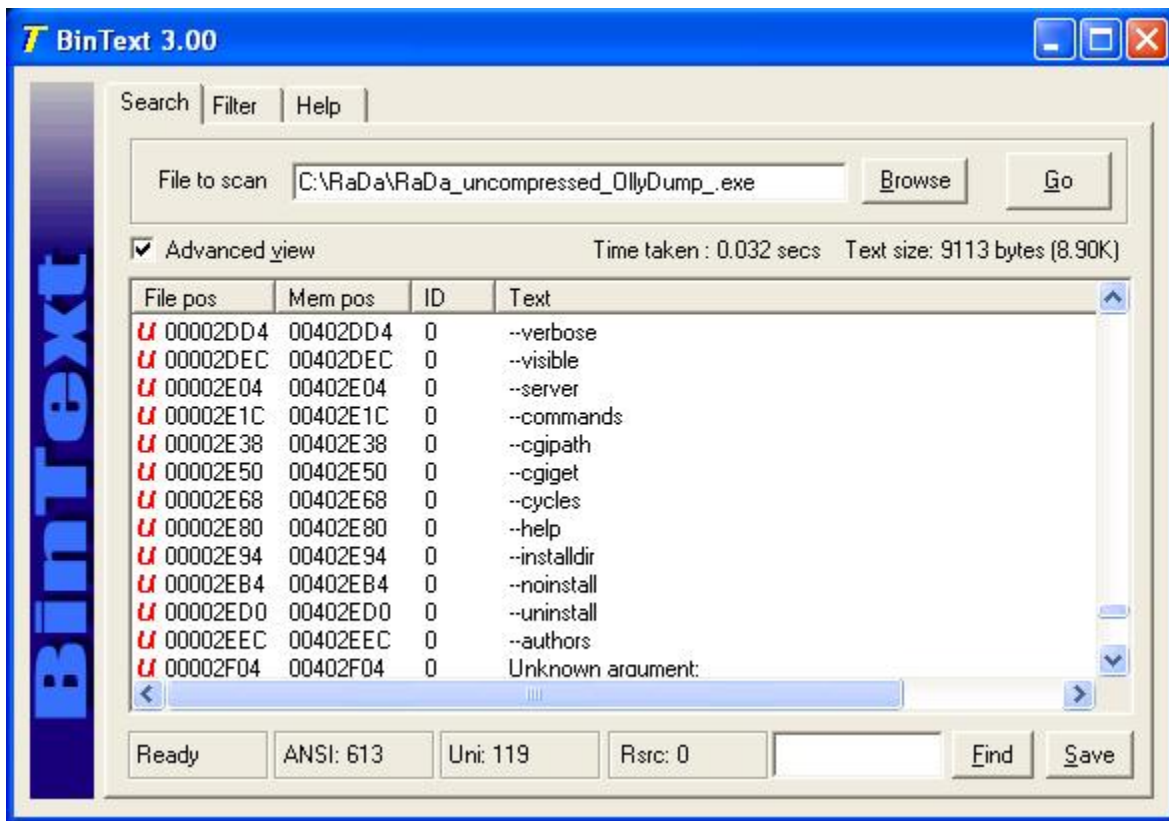 BinText 3.00
Search Filter Help
File to scan C:\RaDa\RaDa_uncompressed_OllyDump_.exe Browse Go
Advanced view Time taken : 0.032 secs Text size: 9113 bytes (8.90K)
File pos Mem pos ID Text
u 00002DD4 00402DD4 0 --verbose
u 00002DEC 00402DEC 0 --visible
u 00002E04 00402E04 0 --server
u 00002E1C 00402E1C 0 --commands
u 00002E38 00402E38 0 --cgipath
u 00002E50 00402E50 0 --cgiget
u 00002E68 00402E68 0 --cycles
u 00002E80 00402E80 0 --help
u 00002E94 00402E94 0 --installdir
u 00002EB4 00402EB4 0 --noinstall
u 00002ED0 00402ED0 0 --uninstall
u 00002EEC 00402EEC 0 --authors
u 00002F04 00402F04 0 Unknown argument:
Ready ANSI: 613 Uni: 119 Rsrc: 0 Find Save
BinText